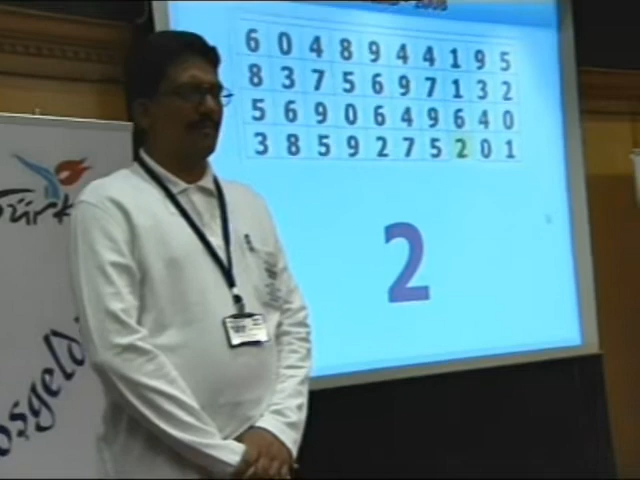 2008
6 0 4 8 9 4 4 1 9 5
8 3 7 5 6 9 7 1 3 2
5 6 9 0 6 4 9 6 4 0
3 8 5 9 2 7 5 2 0 1
2